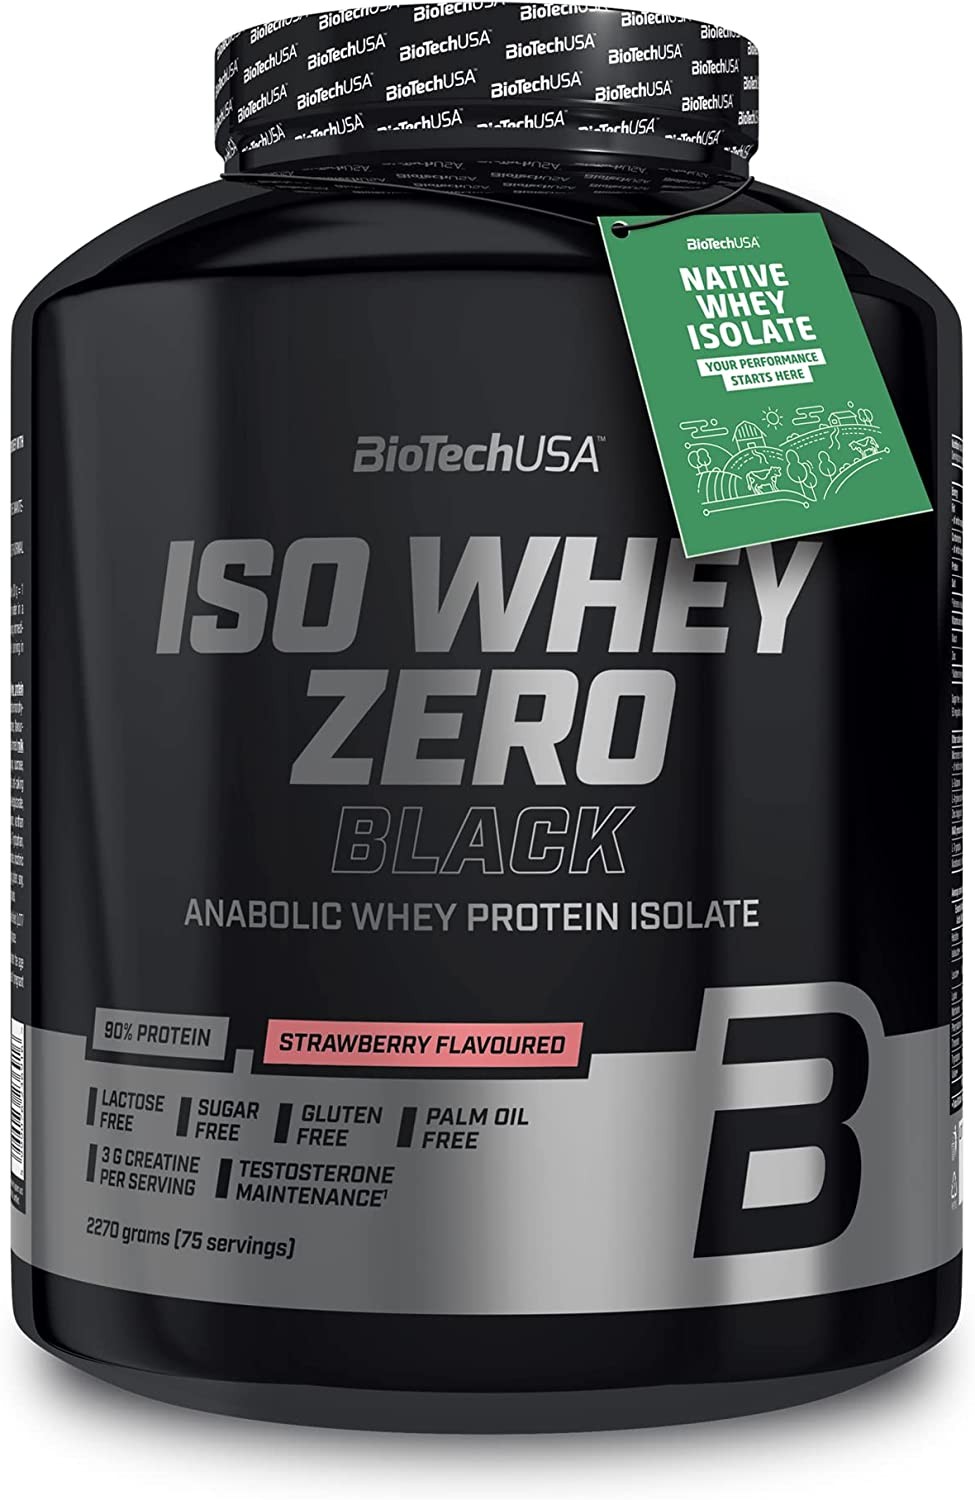 BioTechUSA
NATIVE
WHEY
ISOLATE
YOUR PERFORMANCE
STARTS HERE
BioTechUSA™
ISO WHEY
ZERO
BLACK
ANABOLIC WHEY PROTEIN ISOLATE
90% PROTEIN
STRAWBERRY FLAVOURED
LACTOSE FREE
SUGAR FREE
GLUTEN FREE
PALM OIL FREE
3 G CREATINE PER SERVING
TESTOSTERONE MAINTENANCE¹
2270 grams (75 servings)
B